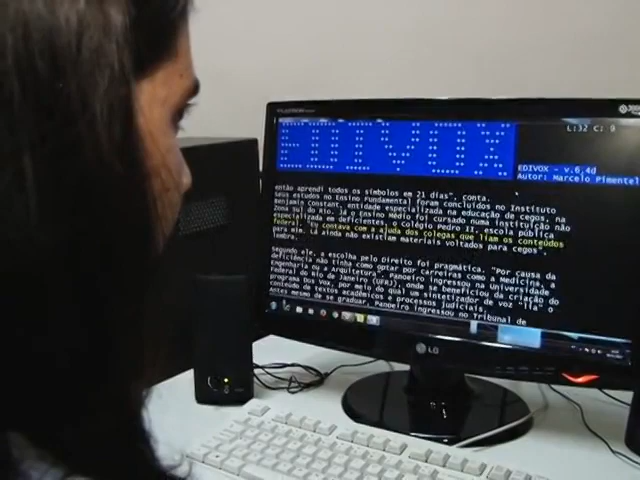 L:32 C: 9
EDIVOX
EDIVOX - v.6.4d
Autor: Marcelo Pimentel
então aprendi todos os símbolos em 21 dias", conta.
Seus estudos no Ensino Fundamental foram concluídos no Instituto
Benjamin Constant, entidade especializada na educação de cegos, na
Zona Sul do Rio. Já o Ensino Médio foi cursado numa instituição não
especializada em deficientes, o colégio Pedro II, escola pública
federal. "Eu contava com a ajuda dos colegas que liam os conteúdos
para mim. Lá ainda não existiam materiais voltados para cegos",
lembra.
Segundo ele, a escolha pelo Direito foi pragmática. "Por causa da
deficiência não tinha como optar por carreiras como a Medicina, a
Engenharia ou a Arquitetura". Panoeiro ingressou na Universidade
Federal do Rio de Janeiro (UFRJ), onde se beneficiou da criação do
programa Dos Vox, por meio do qual um sintetizador de voz "lia" o
conteúdo de textos acadêmicos e processos judiciais.
Antes mesmo de se graduar, Panoeiro ingressou no Tribunal de
LG